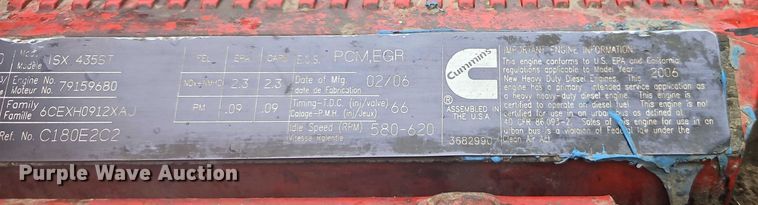 Model ISX 435ST
Modèle
Engine No. 79159680
Moteur No.
Family 6CEXH0912XAJ
Famille
Ref. No. C180E2C2
FEL EPA CARB
NOx+NMHC 2.3 2.3
PM .09 .09
E.C.S. PCM,EGR
Date of Mfg. 02/06
date de Fabrication
Timing-T.D.C. (inj/valve) 66
Calage-P.M.H. (inj/Jeux)
Idle Speed (RPM) 580-620
Vitesse Ralentie
Cummins
ASSEMBLED IN
THE U.S.A
3682990
IMPORTANT ENGINE INFORMATION
This engine conforms to U.S. EPA and California
regulations applicable to Model Year 2006
New Heavy Duty Diesel Engines. This engine
has a primary intended service application as
heavy heavy duty diesel engine. This engine is
certified to operate on diesel fuel This engine is not
certified for use in an urban bus as defined at
40 CFR 86.093-2. Sales of this engine for use in an
urban bus is a violation of Federal law under the
Clean Air Act
Purple Wave Auction